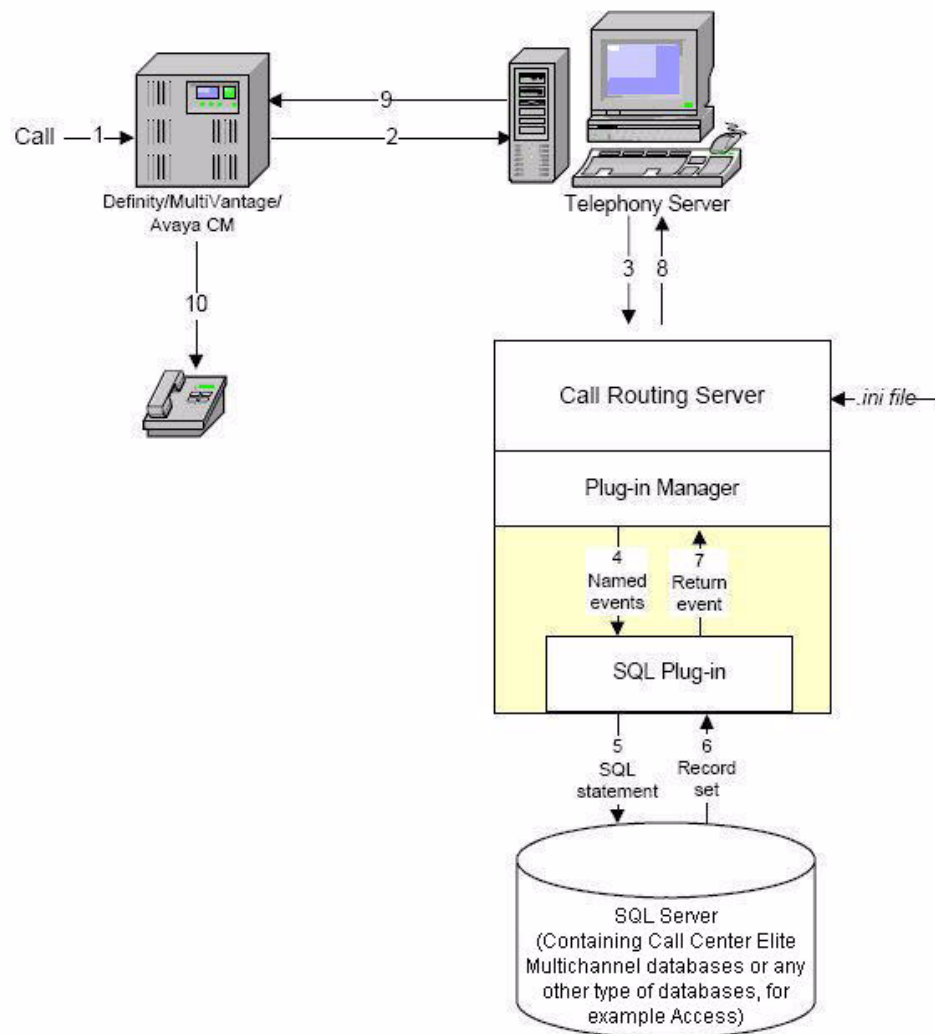 9
Call
1
2
Definity/MultiVantage/
Avaya CM
Telephony Server
3
8
10
Call Routing Server
.ini file
Plug-in Manager
4
Named
events
7
Return
event
SQL Plug-in
5
SQL
statement
6
Record
set
SQL Server
(Containing Call Center Elite
Multichannel databases or any
other type of databases, for
example Access)